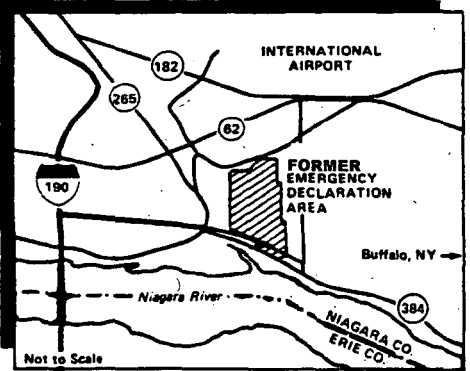 INTERNATIONAL
AIRPORT
182
265
62
190
FORMER
EMERGENCY
DECLARATION
AREA
Buffalo, NY
Niagara River
384
NIAGARA CO.
ERIE CO.
Not to Scale